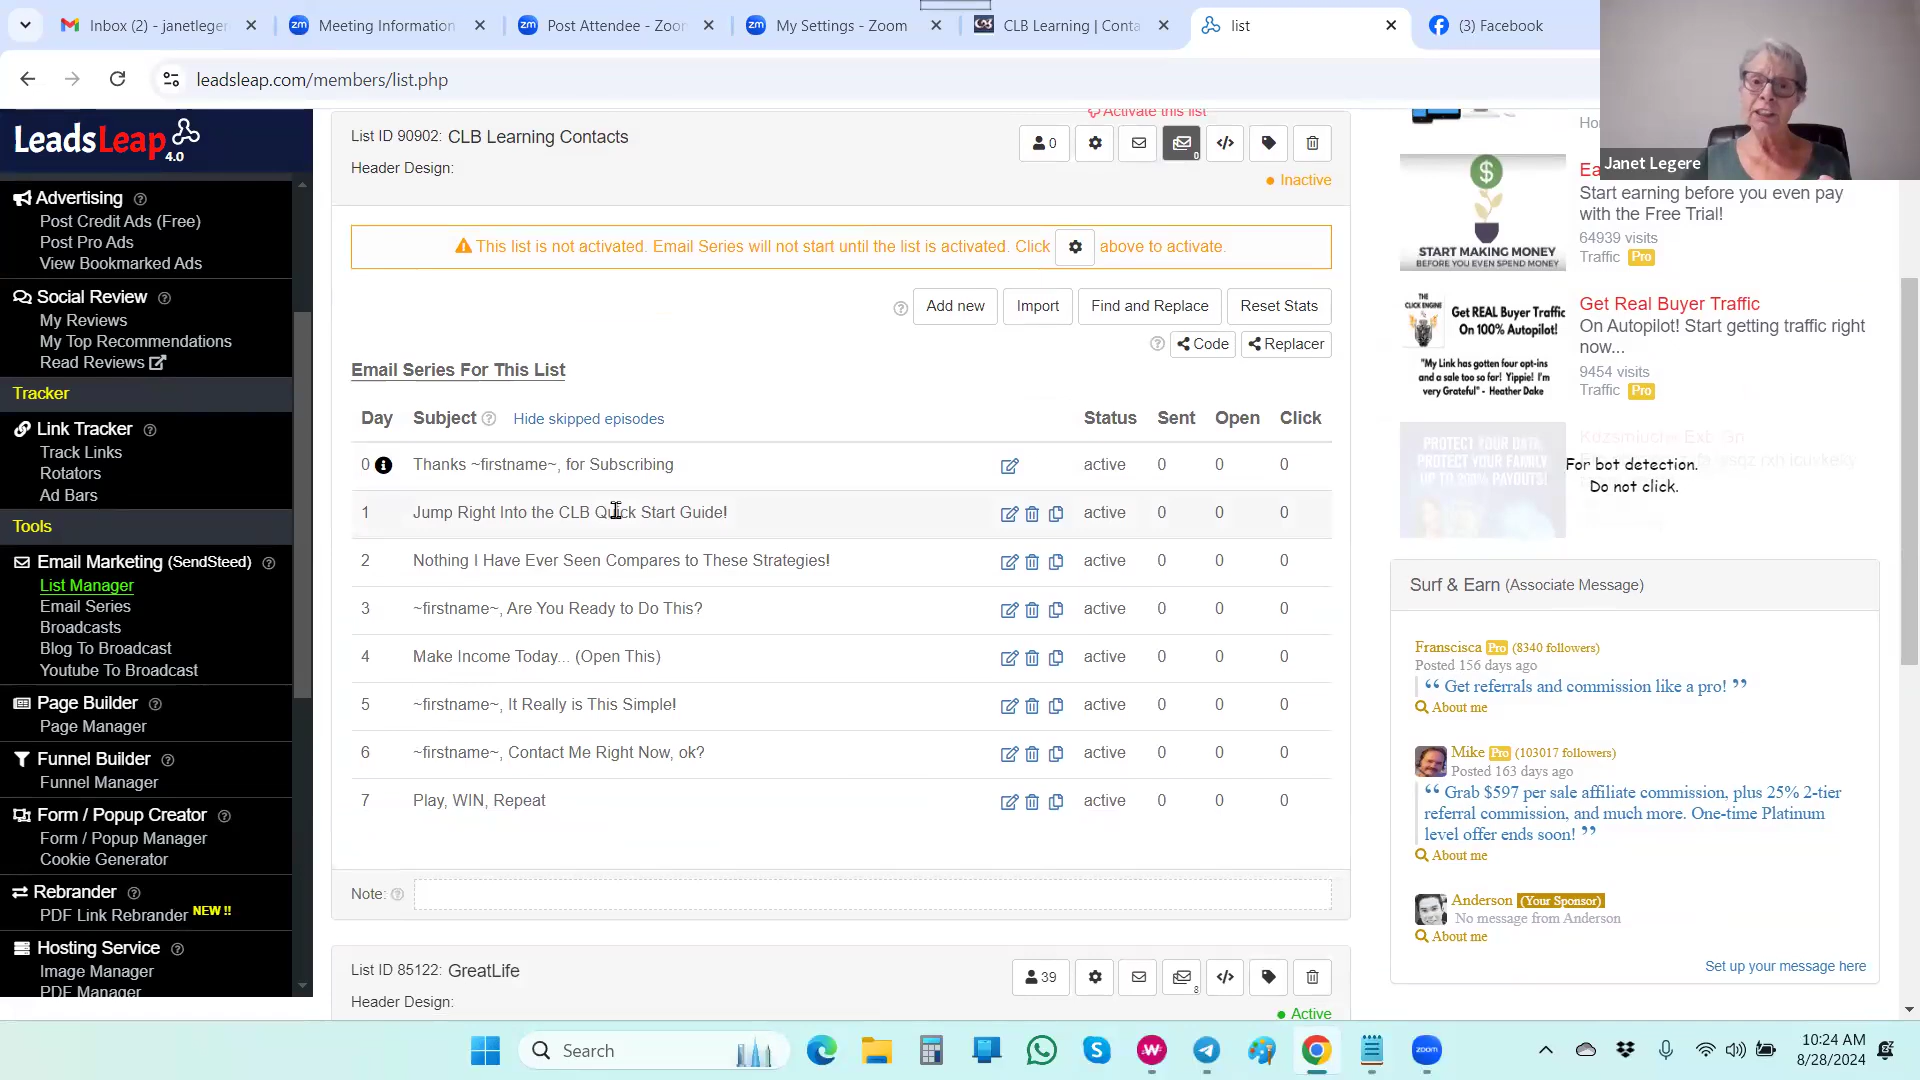 Inbox (2) - janetleger
Meeting Information
Post Attendee - Zoom
My Settings - Zoom
CLB Learning | Conta
list
(3) Facebook
leadsleap.com/members/list.php
Janet Legere
LeadsLeap
4.0
Advertising
Post Credit Ads (Free)
Post Pro Ads
View Bookmarked Ads
Social Review
My Reviews
My Top Recommendations
Read Reviews
Tracker
Link Tracker
Track Links
Rotators
Ad Bars
Tools
Email Marketing (SendSteed)
List Manager
Email Series
Broadcasts
Blog To Broadcast
Youtube To Broadcast
Page Builder
Page Manager
Funnel Builder
Funnel Manager
Form / Popup Creator
Form / Popup Manager
Cookie Generator
Rebrander
PDF Link Rebrander NEW !!
Hosting Service
Image Manager
PDF Manager
Activate this list
List ID 90902: CLB Learning Contacts
0
0
Header Design:
Inactive
This list is not activated. Email Series will not start until the list is activated. Click above to activate.
Add new Import Find and Replace Reset Stats
Code Replacer
Email Series For This List
Day Subject Hide skipped episodes Status Sent Open Click
0 Thanks ~firstname~, for Subscribing active 0 0 0
1 Jump Right Into the CLB Quick Start Guide! active 0 0 0
2 Nothing I Have Ever Seen Compares to These Strategies! active 0 0 0
3 ~firstname~, Are You Ready to Do This? active 0 0 0
4 Make Income Today... (Open This) active 0 0 0
5 ~firstname~, It Really is This Simple! active 0 0 0
6 ~firstname~, Contact Me Right Now, ok? active 0 0 0
7 Play, WIN, Repeat active 0 0 0
Note:
List ID 85122: GreatLife
39
8
Header Design:
Active
START MAKING MONEY
BEFORE YOU EVEN SPEND MONEY
Start earning before you even pay
with the Free Trial!
64939 visits
Traffic Pro
THE
CLICK ENGINE
Get REAL Buyer Traffic
On 100% Autopilot!
"My Link has gotten four opt-ins
and a sale too so far! Yippie! I'm
very Grateful" - Heather Dake
Get Real Buyer Traffic
On Autopilot! Start getting traffic right
now...
9454 visits
Traffic Pro
PROTECT YOUR DATA,
PROTECT YOUR FAMILY
UP TO 200% PAYOUTS!
For bot detection.
Do not click.
Surf & Earn (Associate Message)
Franscisca Pro (8340 followers)
Posted 156 days ago
“ Get referrals and commission like a pro! ”
About me
Mike Pro (103017 followers)
Posted 163 days ago
“ Grab $597 per sale affiliate commission, plus 25% 2-tier
referral commission, and much more. One-time Platinum
level offer ends soon! ”
About me
Anderson (Your Sponsor)
No message from Anderson
About me
Set up your message here
Search
zoom
10:24 AM
8/28/2024